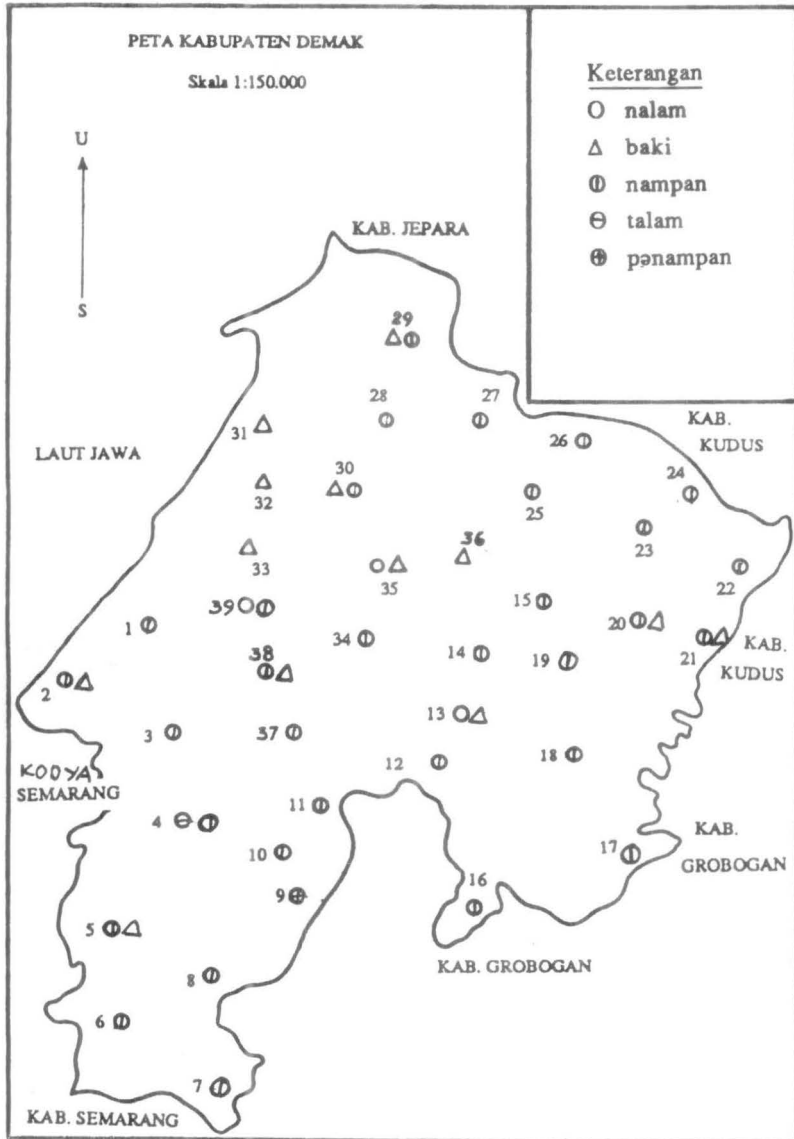 PETA KABUPATEN DEMAK
Skala 1:150.000
Keterangan
nalam
baki
nampan
talam
pənampan
U
S
KAB. JEPARA
29
28
27
26
KAB.
KUDUS
31
LAUT JAWA
30
24
32
25
36
23
33
35
22
39
15
1
34
20
38
14
19
21
KAB.
KUDUS
2
13
3
37
18
12
KODYA
SEMARANG
11
4
KAB.
10
17
GROBOGAN
16
9
5
KAB. GROBOGAN
8
6
7
KAB. SEMARANG